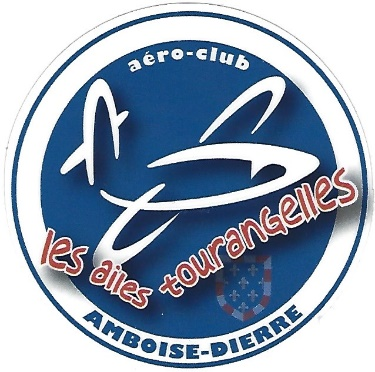 aéro-club
les ailes tourangelles
AMBOISE-DIERRE